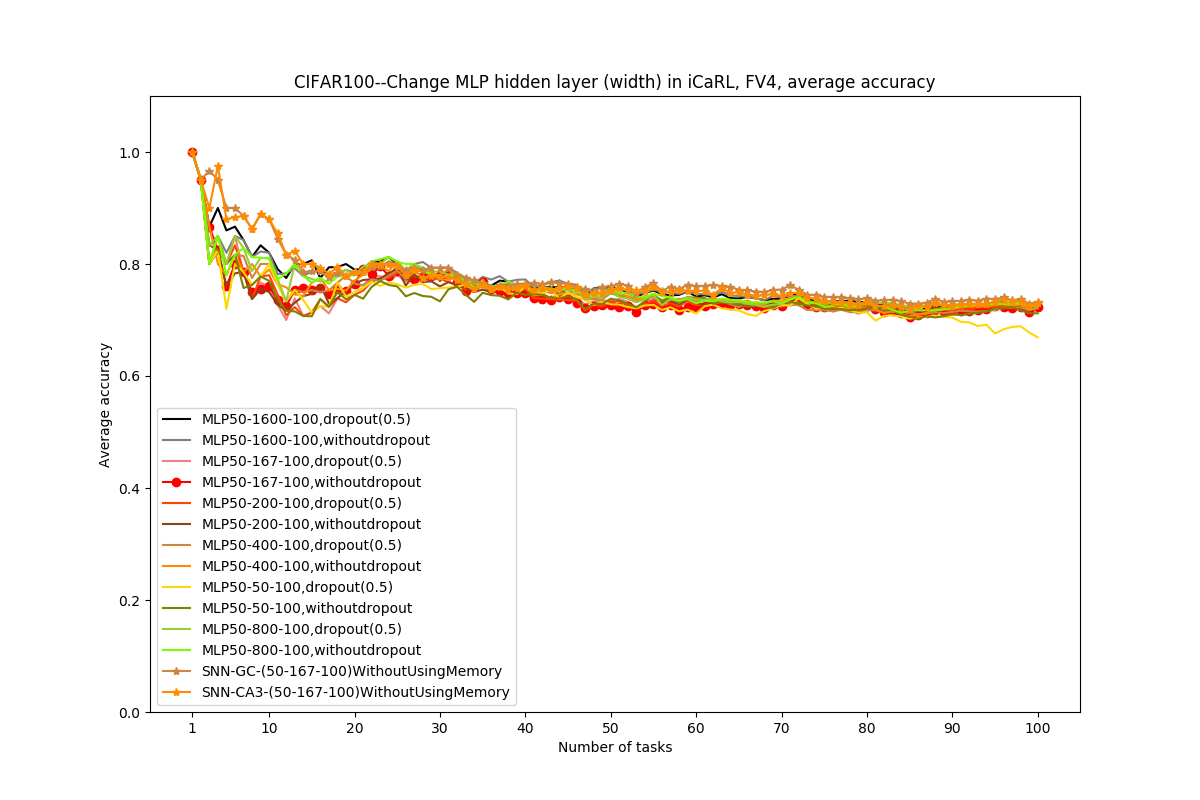 CIFAR100--Change MLP hidden layer (width) in iCaRL, FV4, average accuracy
1.0
0.8
0.6
0.4
0.2
0.0
Average accuracy
MLP50-1600-100,dropout(0.5)
MLP50-1600-100,withoutdropout
MLP50-167-100,dropout(0.5)
MLP50-167-100,withoutdropout
MLP50-200-100,dropout(0.5)
MLP50-200-100,withoutdropout
MLP50-400-100,dropout(0.5)
MLP50-400-100,withoutdropout
MLP50-50-100,dropout(0.5)
MLP50-50-100,withoutdropout
MLP50-800-100,dropout(0.5)
MLP50-800-100,withoutdropout
SNN-GC-(50-167-100)WithoutUsingMemory
SNN-CA3-(50-167-100)WithoutUsingMemory
1 10 20 30 40 50 60 70 80 90 100
Number of tasks